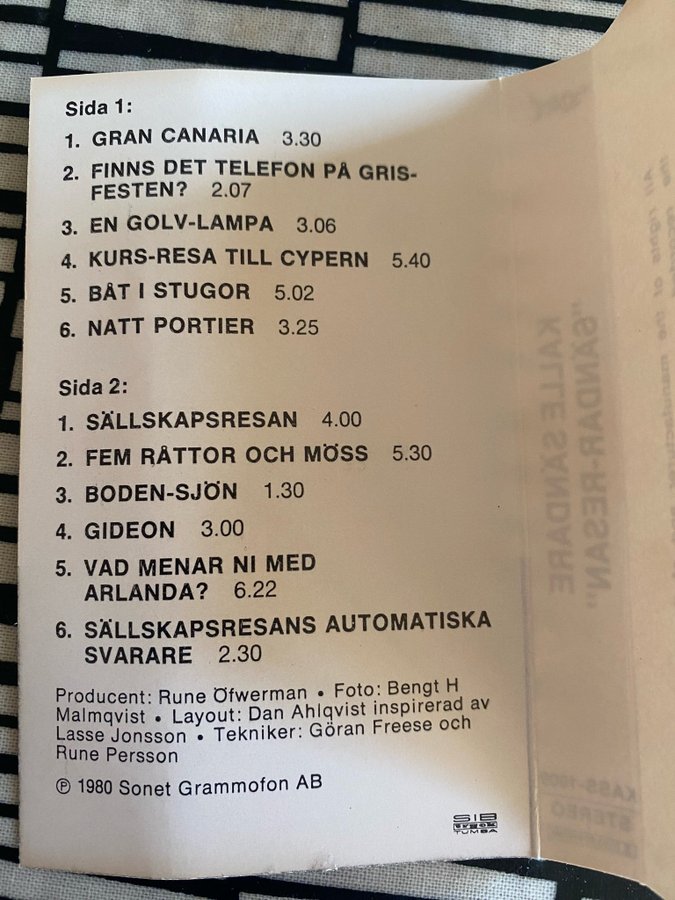 Sida 1:
1. GRAN CANARIA 3.30
2. FINNS DET TELEFON PÅ GRIS-
FESTEN? 2.07
3. EN GOLV-LAMPA 3.06
4. KURS-RESA TILL CYPERN 5.40
5. BÅT I STUGOR 5.02
6. NATT PORTIER 3.25
Sida 2:
1. SÄLLSKAPSRESAN 4.00
2. FEM RÅTTOR OCH MÖSS 5.30
3. BODEN-SJÖN 1.30
4. GIDEON 3.00
5. VAD MENAR NI MED
ARLANDA? 6.22
6. SÄLLSKAPSRESANS AUTOMATISKA
SVARARE 2.30
Producent: Rune Öfwerman • Foto: Bengt H
Malmqvist • Layout: Dan Ahlqvist inspirerad av
Lasse Jonsson • Tekniker: Göran Freese och
Rune Persson
℗ 1980 Sonet Grammofon AB
SIB
TUMBA
"SÄNDAR-RESAN"
KALLE SÄNDARE
STEREO